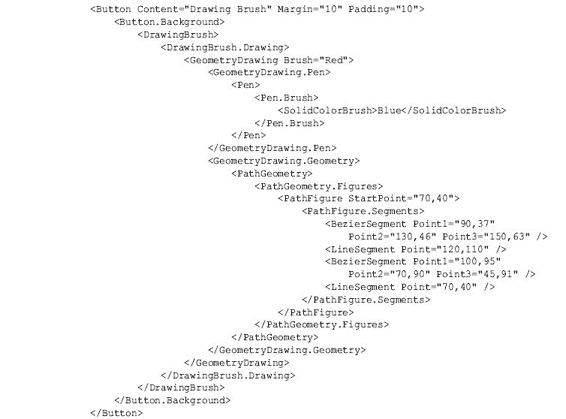 <Button Content="Drawing Brush" Margin="10" Padding="10">
<Button.Background>
<DrawingBrush>
<DrawingBrush.Drawing>
<GeometryDrawing Brush="Red">
<GeometryDrawing.Pen>
<Pen>
<Pen.Brush>
<SolidColorBrush>Blue</SolidColorBrush>
</Pen.Brush>
</Pen>
</GeometryDrawing.Pen>
<GeometryDrawing.Geometry>
<PathGeometry>
<PathGeometry.Figures>
<PathFigure StartPoint="70,40">
<PathFigure.Segments>
<BezierSegment Point1="90,37"
Point2="130,46" Point3="150,63" />
<LineSegment Point="120,110" />
<BezierSegment Point1="100,95"
Point2="70,90" Point3="45,91" />
<LineSegment Point="70,40" />
</PathFigure.Segments>
</PathFigure>
</PathGeometry.Figures>
</PathGeometry>
</GeometryDrawing.Geometry>
</GeometryDrawing>
</DrawingBrush.Drawing>
</DrawingBrush>
</Button.Background>
</Button>